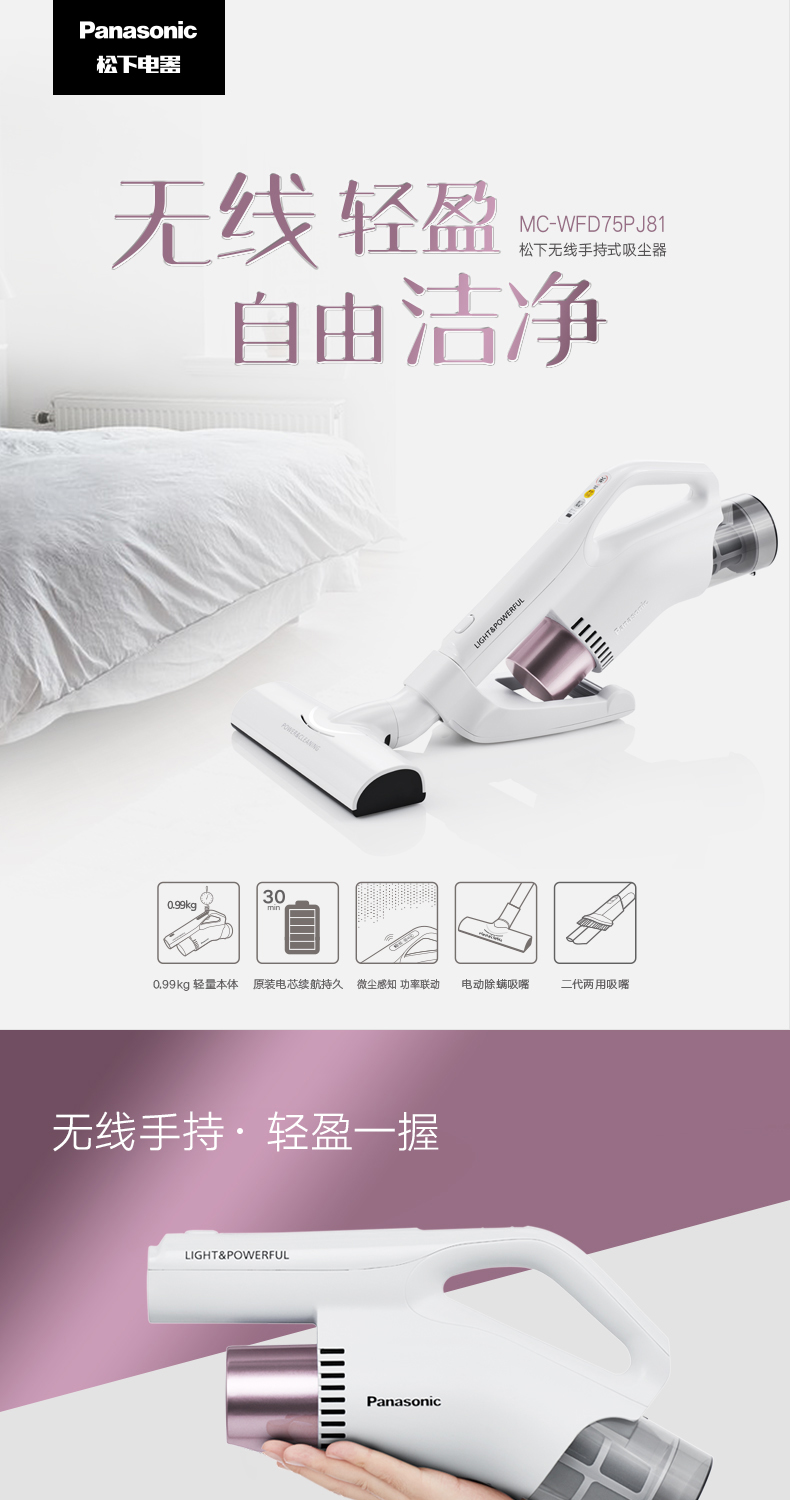 Panasonic
松下电器
无线 轻盈
MC-WFD75PJ81
松下无线手持式吸尘器
自由洁净
LIGHT&POWERFUL
Panasonic
0.99kg
30
min
0.99kg 轻量本体
原装电芯续航持久
微尘感知 功率联动
电动除螨吸嘴
二代两用吸嘴
无线手持 · 轻盈一握
LIGHT&POWERFUL
Panasonic